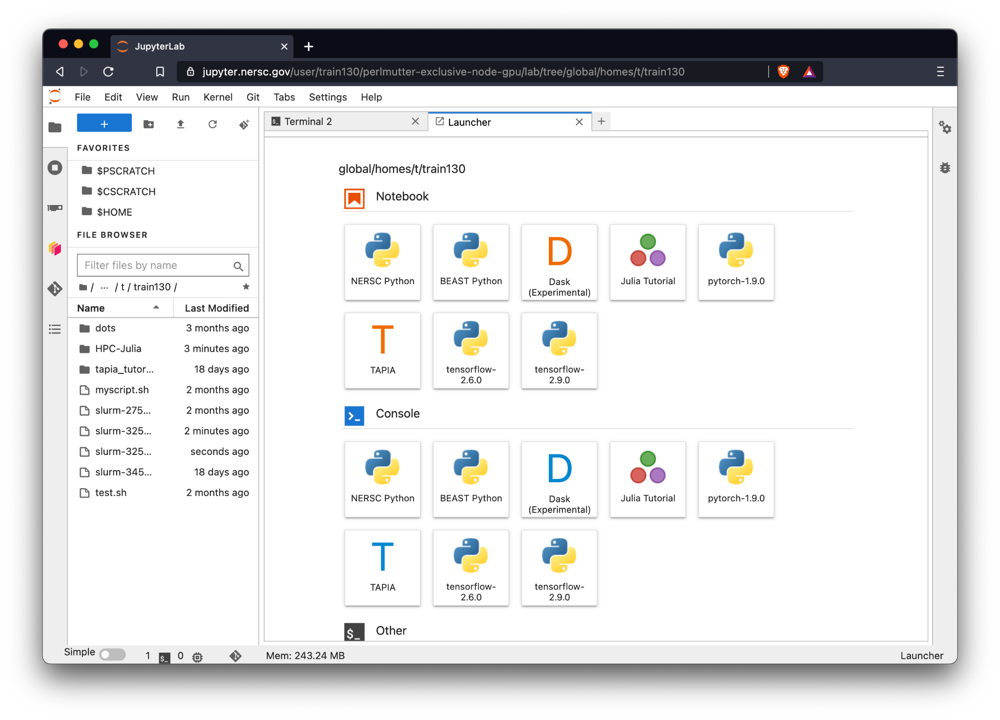 JupyterLab
jupyter.nersc.gov/user/train130/perlmutter-exclusive-node-gpu/lab/tree/global/homes/t/train130
File Edit View Run Kernel Git Tabs Settings Help
Terminal 2
Launcher
FAVORITES
$PSCRATCH
$CSCRATCH
$HOME
FILE BROWSER
Filter files by name
/ ... / t / train130 /
Name Last Modified
dots 3 months ago
HPC-Julia 3 minutes ago
tapia_tutor... 18 days ago
myscript.sh 2 months ago
slurm-275... 2 months ago
slurm-325... 2 minutes ago
slurm-325... seconds ago
slurm-345... 18 days ago
test.sh 2 months ago
global/homes/t/train130
Notebook
NERSC Python
BEAST Python
D
Dask
(Experimental)
Julia Tutorial
pytorch-1.9.0
T
TAPIA
tensorflow-
2.6.0
tensorflow-
2.9.0
Console
NERSC Python
BEAST Python
D
Dask
(Experimental)
Julia Tutorial
pytorch-1.9.0
T
TAPIA
tensorflow-
2.6.0
tensorflow-
2.9.0
$_ Other
Simple 1 $_ 0 Mem: 243.24 MB Launcher